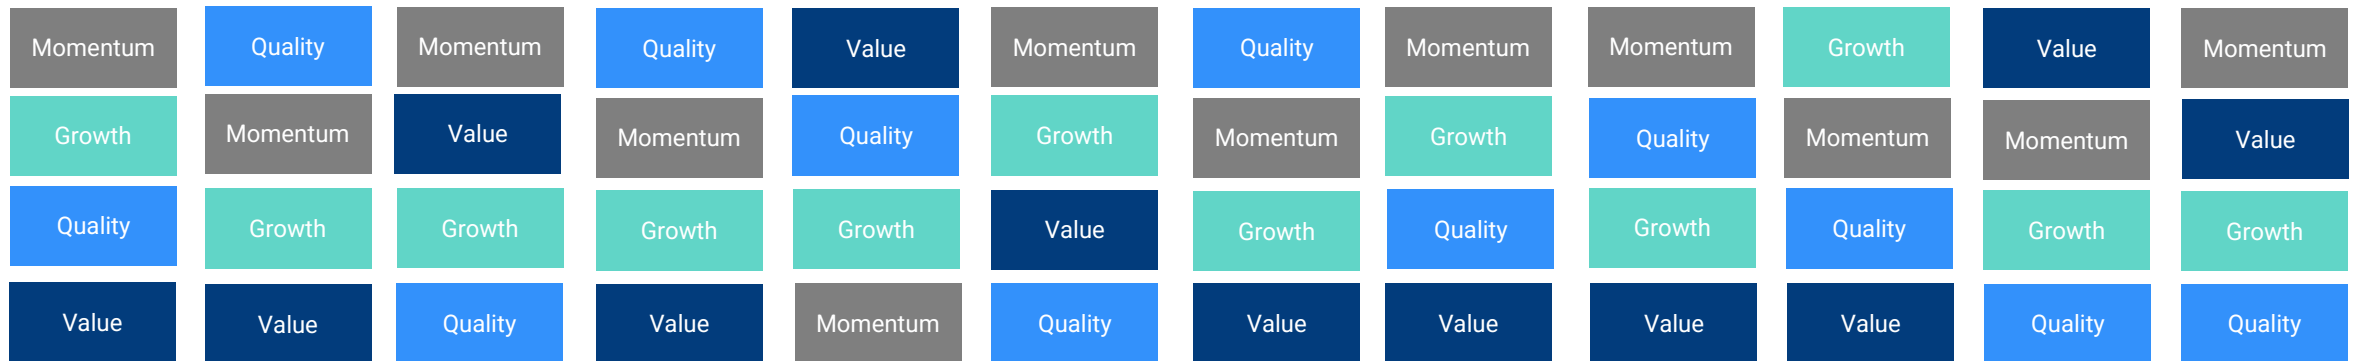 Momentum Quality Momentum Quality Value Momentum Quality Momentum Momentum Growth Value Momentum
Growth Momentum Value Momentum Quality Growth Momentum Growth Quality Momentum Momentum Value
Quality Growth Growth Growth Growth Value Growth Quality Growth Quality Growth Growth
Value Value Quality Value Momentum Quality Value Value Value Value Quality Quality